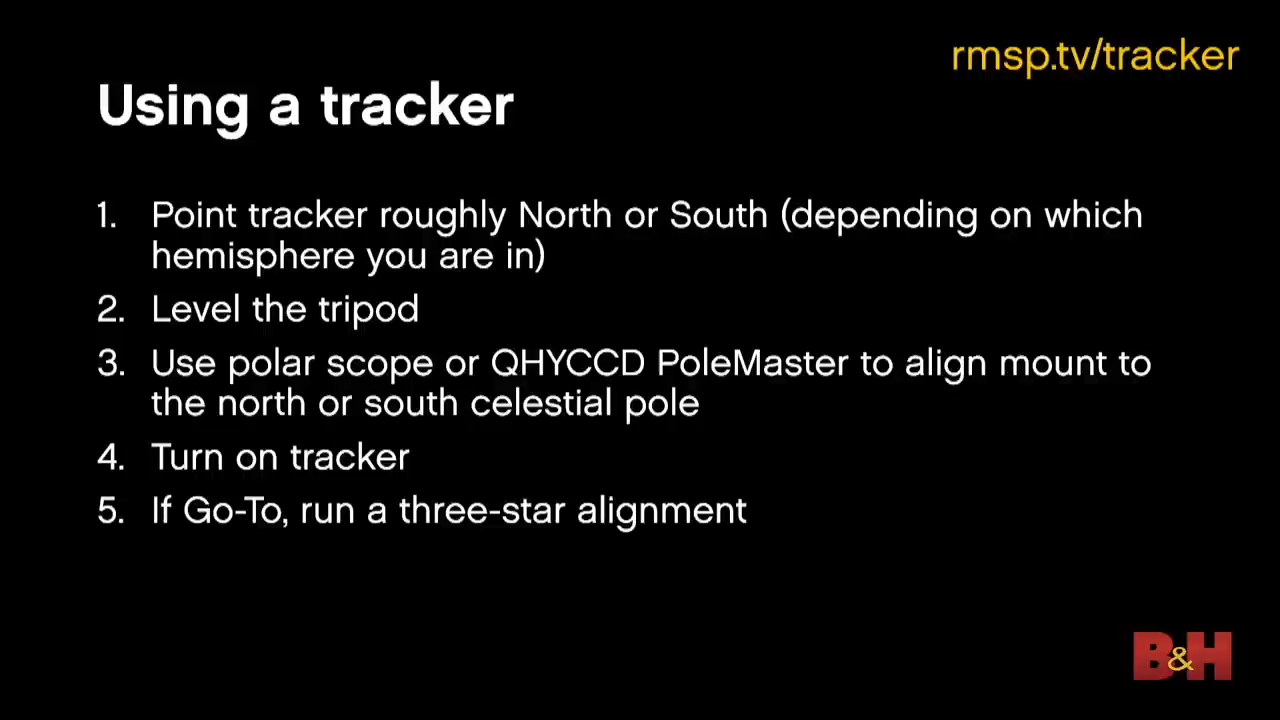 rmsp.tv/tracker
Using a tracker
1. Point tracker roughly North or South (depending on which
hemisphere you are in)
2. Level the tripod
3. Use polar scope or QHYCCD PoleMaster to align mount to
the north or south celestial pole
4. Turn on tracker
5. If Go-To, run a three-star alignment
B&H